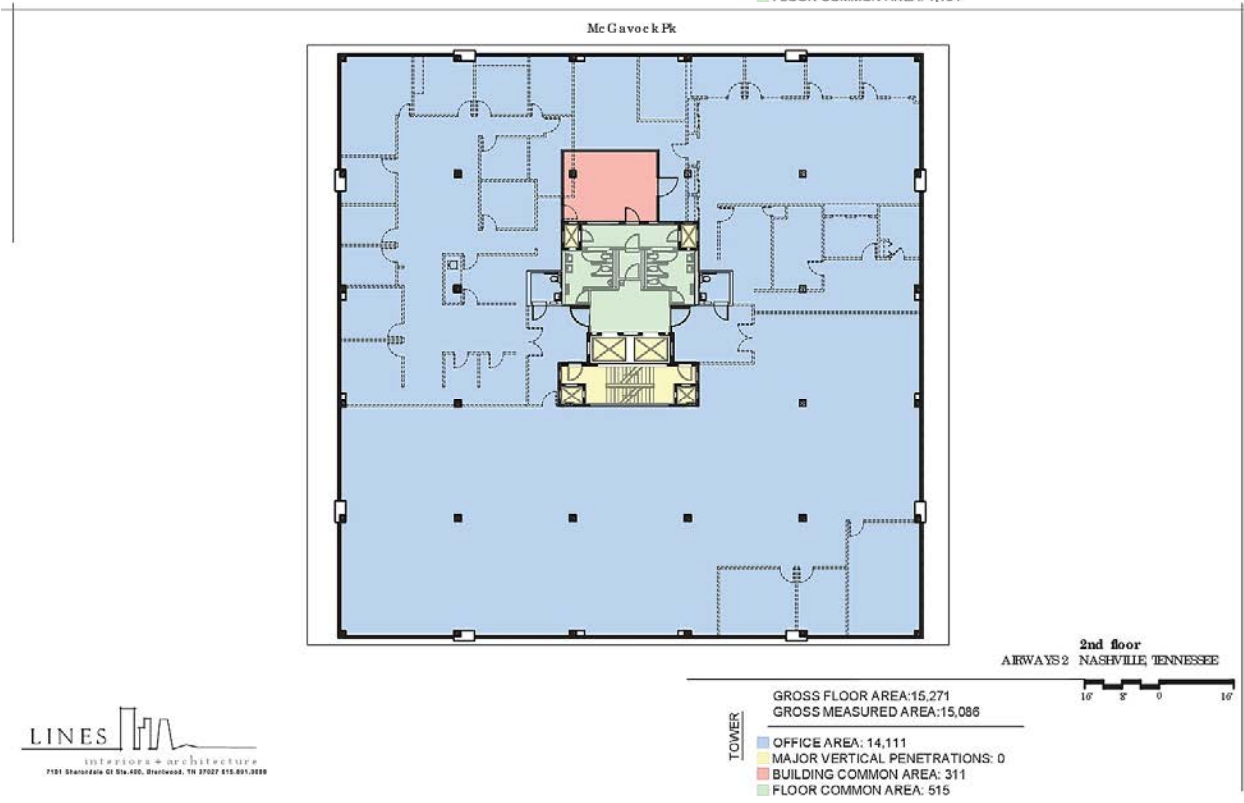 McGavock Pk
2nd floor
AIRWAYS 2 NASHVILLE, TENNESSEE
16' 8' 0 16'
GROSS FLOOR AREA:15,271
GROSS MEASURED AREA:15,086
TOWER
OFFICE AREA: 14,111
MAJOR VERTICAL PENETRATIONS: 0
BUILDING COMMON AREA: 311
FLOOR COMMON AREA: 515
LINES
interiors + architecture